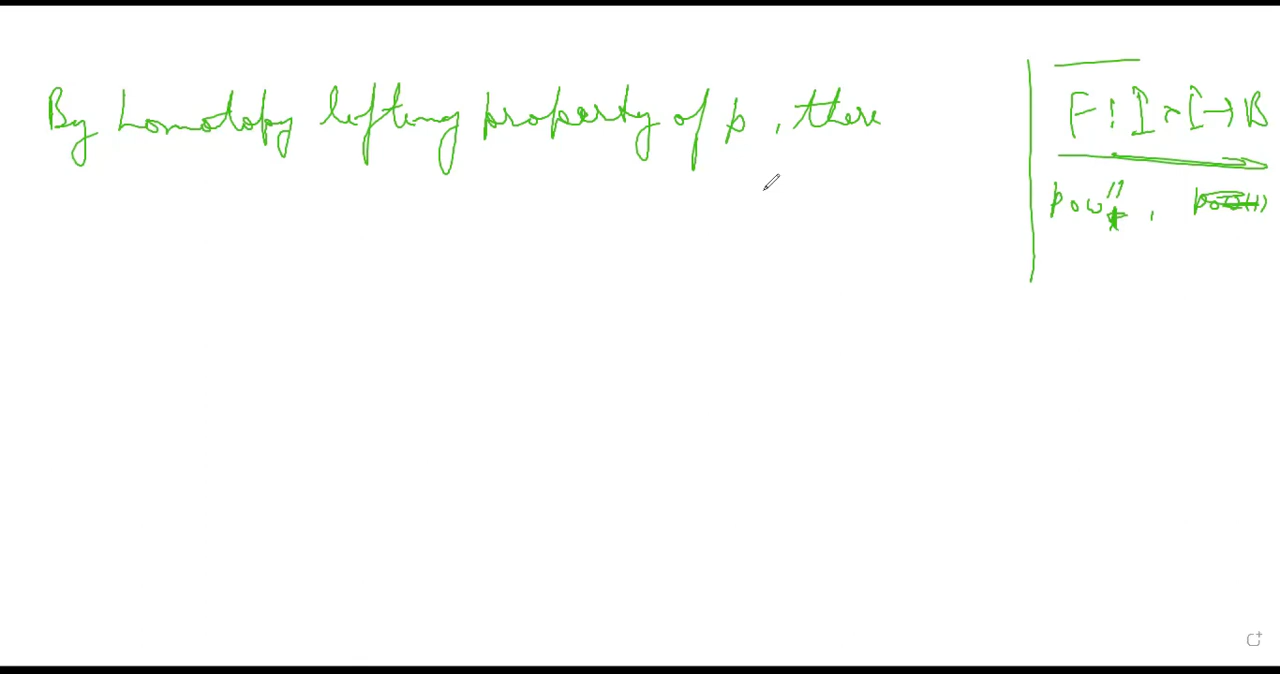 By homotopy lifting property of p, there
F : I × I → B
p o w",